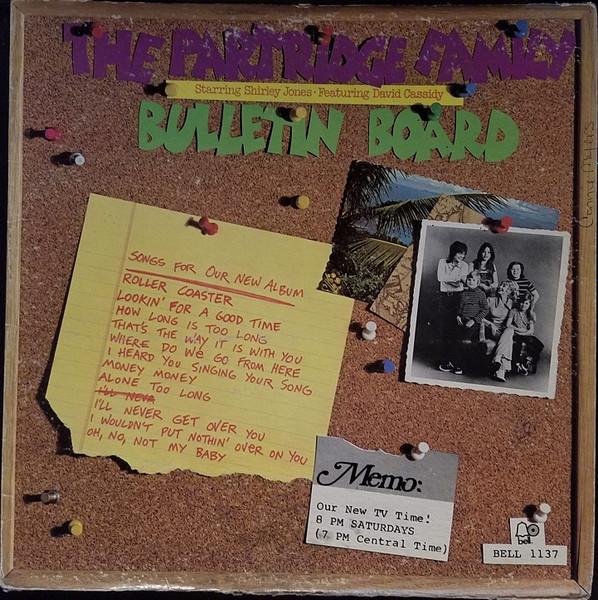 THE PARTRIDGE FAMILY
Starring Shirley Jones · Featuring David Cassidy
BULLETIN BOARD
SONGS FOR OUR NEW ALBUM
ROLLER COASTER
LOOKIN' FOR A GOOD TIME
HOW LONG IS TOO LONG
THAT'S THE WAY IT IS WITH YOU
WHERE DO WE GO FROM HERE
I HEARD YOU SINGING YOUR SONG
MONEY MONEY
ALONE TOO LONG
I'LL NEVA
I'LL NEVER GET OVER YOU
I WOULDN'T PUT NOTHIN' OVER ON YOU
OH, NO, NOT MY BABY
Memo:
Our New TV Time!
8 PM SATURDAYS
(7 PM Central Time)
bell
BELL 1137